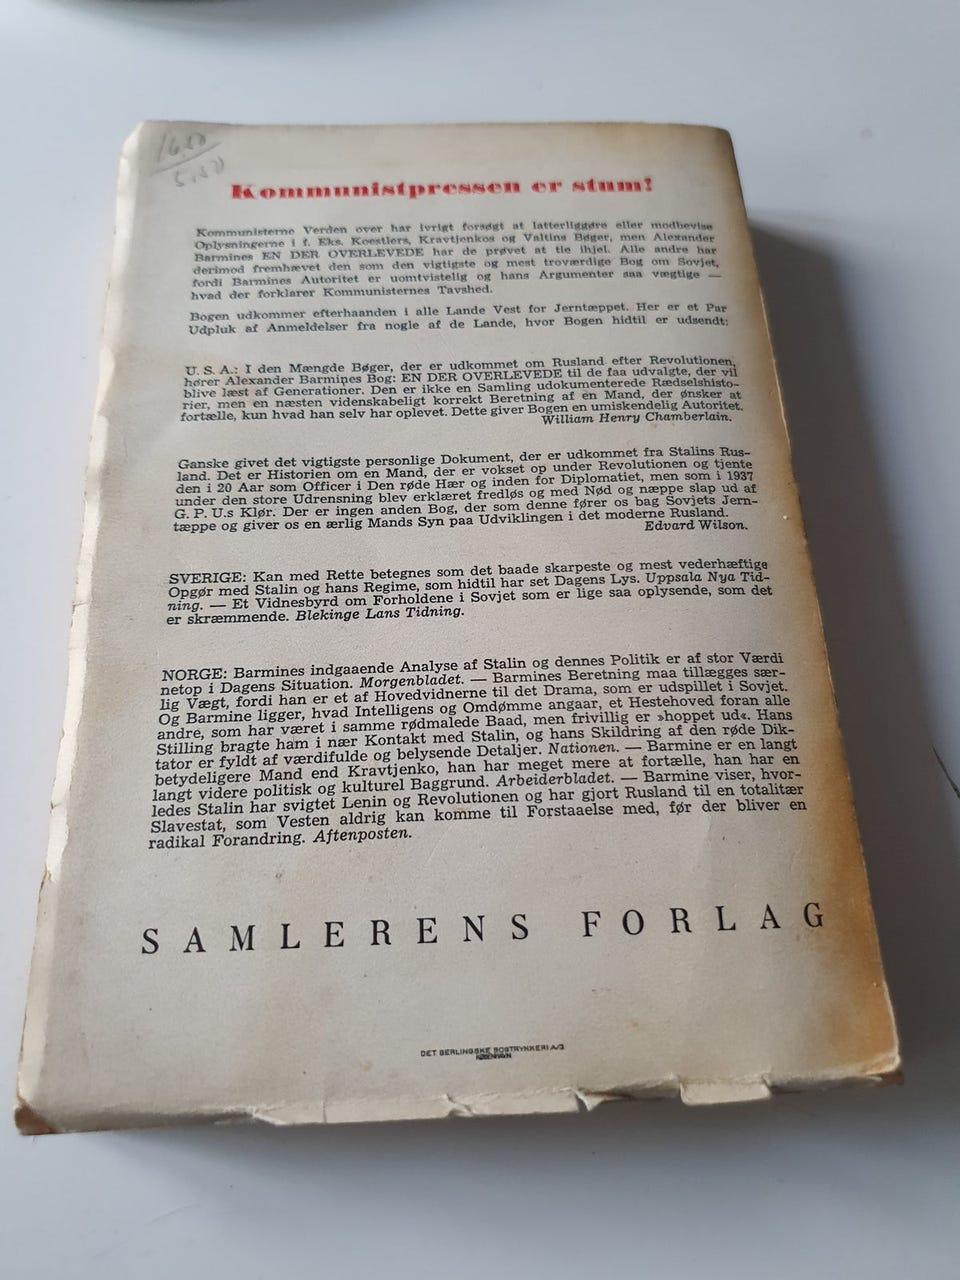 16.50
5,50
Kommunistpressen er stum!
Kommunisterne Verden over har ivrigt forsøgt at latterliggøre eller modbevise
Oplysningerne i f. Eks. Koestlers, Kravtjenkos og Valtins Bøger, men Alexander
Barmines EN DER OVERLEVEDE har de prøvet at tie ihjel. Alle andre har
derimod fremhævet den som den vigtigste og mest troværdige Bog om Sovjet,
fordi Barmines Autoritet er uomtvistelig og hans Argumenter saa vægtige —
hvad der forklarer Kommunisternes Tavshed.
Bogen udkommer efterhaanden i alle Lande Vest for Jerntæppet. Her er et Par
Udpluk af Anmeldelser fra nogle af de Lande, hvor Bogen hidtil er udsendt:
U. S. A.: I den Mængde Bøger, der er udkommet om Rusland efter Revolutionen,
hører Alexander Barmines Bog: EN DER OVERLEVEDE til de faa udvalgte, der vil
blive læst af Generationer. Den er ikke en Samling udokumenterede Rædselshisto-
rier, men en næsten videnskabeligt korrekt Beretning af en Mand, der ønsker at
fortælle, kun hvad han selv har oplevet. Dette giver Bogen en umiskendelig Autoritet.
William Henry Chamberlain.
Ganske givet det vigtigste personlige Dokument, der er udkommet fra Stalins Rus-
land. Det er Historien om en Mand, der er vokset op under Revolutionen og tjente
den i 20 Aar som Officer i Den røde Hær og inden for Diplomatiet, men som i 1937
under den store Udrensning blev erklæret fredløs og med Nød og næppe slap ud af
G. P. U.s Klør. Der er ingen anden Bog, der som denne fører os bag Sovjets Jern-
tæppe og giver os en ærlig Mands Syn paa Udviklingen i det moderne Rusland.
Edvard Wilson.
SVERIGE: Kan med Rette betegnes som det baade skarpeste og mest vederhæftige
Opgør med Stalin og hans Regime, som hidtil har set Dagens Lys. Uppsala Nya Tid-
ning. — Et Vidnesbyrd om Forholdene i Sovjet som er lige saa oplysende, som det
er skræmmende. Blekinge Lans Tidning.
NORGE: Barmines indgaaende Analyse af Stalin og dennes Politik er af stor Værdi
netop i Dagens Situation. Morgenbladet. — Barmines Beretning maa tillægges sær-
lig Vægt, fordi han er et af Hovedvidnerne til det Drama, som er udspillet i Sovjet.
Og Barmine ligger, hvad Intelligens og Omdømme angaar, et Hestehoved foran alle
andre, som har været i samme rødmalede Baad, men frivillig er »hoppet ud«. Hans
Stilling bragte ham i nær Kontakt med Stalin, og hans Skildring af den røde Dik-
tator er fyldt af værdifulde og belysende Detaljer. Nationen. — Barmine er en langt
betydeligere Mand end Kravtjenko, han har meget mere at fortælle, han har en
langt videre politisk og kulturel Baggrund. Arbeiderbladet. — Barmine viser, hvor-
ledes Stalin har svigtet Lenin og Revolutionen og har gjort Rusland til en totalitær
Slavestat, som Vesten aldrig kan komme til Forstaaelse med, før der bliver en
radikal Forandring. Aftenposten.
SAMLERENS FORLAG
DET BERLINGSKE BOGTRYKKERI A/S
KØBENHAVN